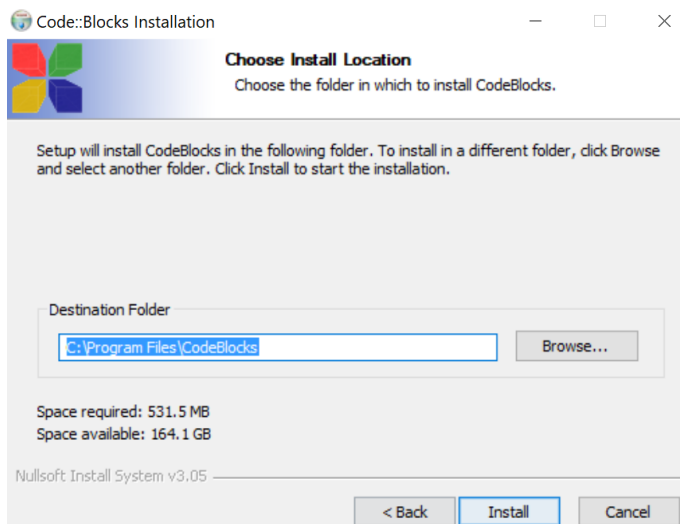 Code::Blocks Installation
Choose Install Location
Choose the folder in which to install CodeBlocks.
Setup will install CodeBlocks in the following folder. To install in a different folder, click Browse
and select another folder. Click Install to start the installation.
Destination Folder
C:\Program Files\CodeBlocks
Browse...
Space required: 531.5 MB
Space available: 164.1 GB
Nullsoft Install System v3.05
< Back
Install
Cancel